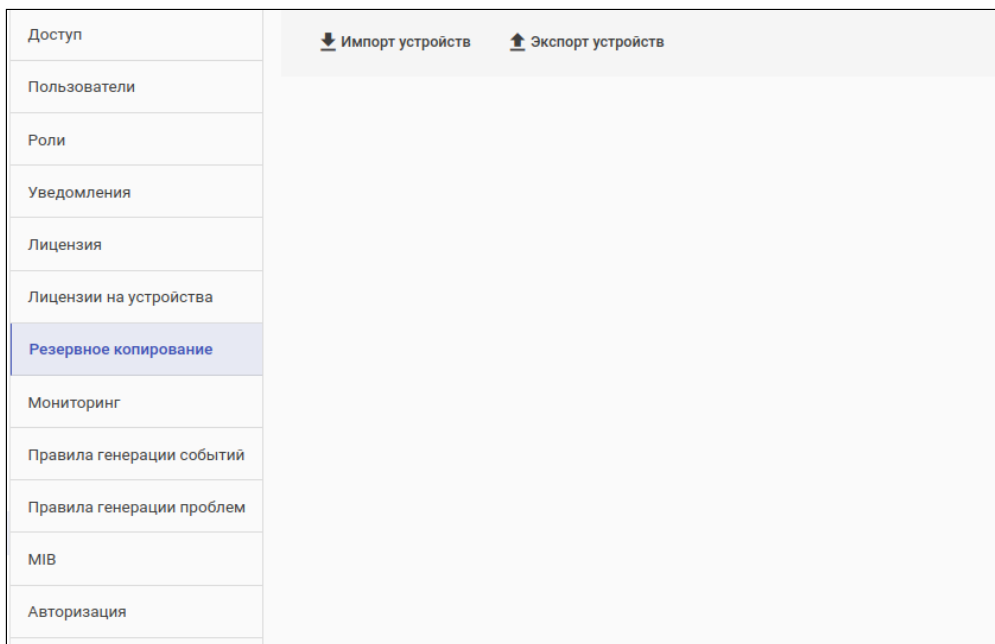 Доступ
Импорт устройств Экспорт устройств
Пользователи
Роли
Уведомления
Лицензия
Лицензии на устройства
Резервное копирование
Мониторинг
Правила генерации событий
Правила генерации проблем
MIB
Авторизация